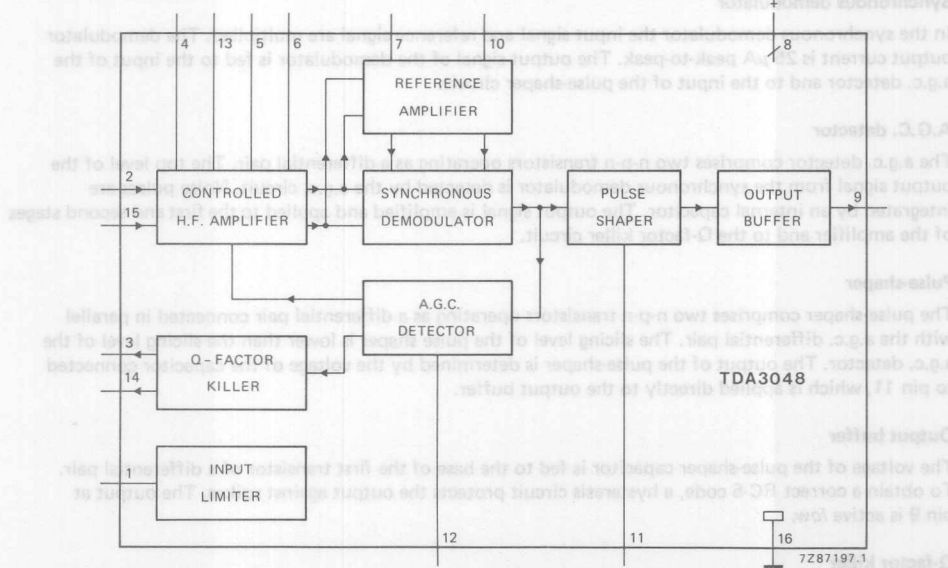 4 13 5 6 7 10 8
REFERENCE
AMPLIFIER
2
15
CONTROLLED
H.F. AMPLIFIER
SYNCHRONOUS
DEMODULATOR
PULSE
SHAPER
OUTPUT
BUFFER
9
A.G.C.
DETECTOR
3
14
Q-FACTOR
KILLER
TDA3048
1
INPUT
LIMITER
12 11 16
7Z87197.1
Synchronous demodulator
In the synchronous demodulator the input signal and reference signal are
demodulator
output current is 25 µA peak-to-peak. The output signal of the demodulator is fed to the input of the
a.g.c. detector and to the input of the pulse-shaper circuit.
A.G.C. detector
The a.g.c. detector comprises two n-p-n transistors operating as a differential pair. The top level of the
output signal from the synchronous demodulator is detected by the
integrated by an internal capacitor. The output signal is amplified and applied to the first and second stages
of the amplifier and to the Q-factor killer circuit.
Pulse-shaper
The pulse-shaper comprises two n-p-n transistors operating as a differential pair connected in parallel
with the a.g.c. differential pair. The slicing level of the pulse shaper is lower than the slicing level of the
a.g.c. detector. The output of the pulse-shaper is determined by the voltage of the capacitor connected
to pin 11, which is applied directly to the output buffer.
Output buffer
The voltage of the pulse-shaper capacitor is fed to the base of the first transistor of a differential pair.
To obtain a correct RC-5 code, a hysteresis circuit protects the output against spikes. The output at
pin 9 is active low.
Q-factor killer